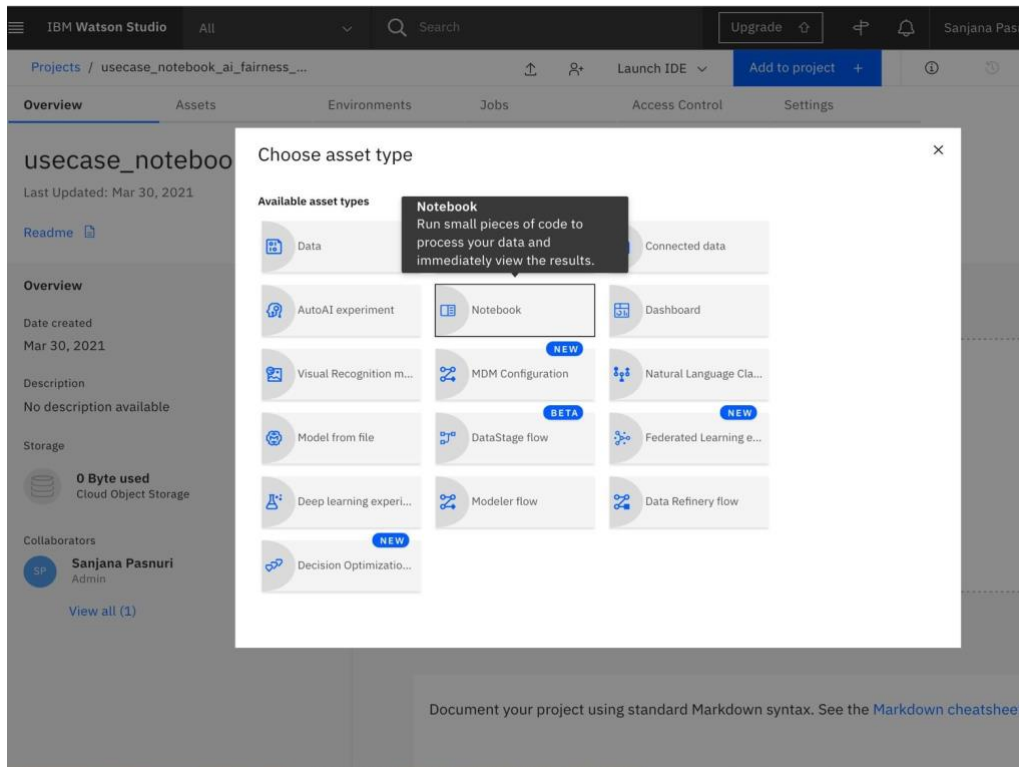 IBM Watson Studio All Search Upgrade Sanjana Pas
Projects / usecase_notebook_ai_fairness_... Launch IDE Add to project +
Overview Assets Environments Jobs Access Control Settings
usecase_noteboo
Last Updated: Mar 30, 2021
Readme
Overview
Date created
Mar 30, 2021
Description
No description available
Storage
0 Byte used
Cloud Object Storage
Collaborators
SP Sanjana Pasnuri
Admin
View all (1)
Choose asset type
Available asset types
Notebook
Run small pieces of code to
process your data and
immediately view the results.
Data Connected data
AutoAI experiment Notebook Dashboard
NEW
Visual Recognition m... MDM Configuration Natural Language Cla...
BETA NEW
Model from file DataStage flow Federated Learning e...
Deep learning experi... Modeler flow Data Refinery flow
NEW
Decision Optimizatio...
Document your project using standard Markdown syntax. See the Markdown cheatshee